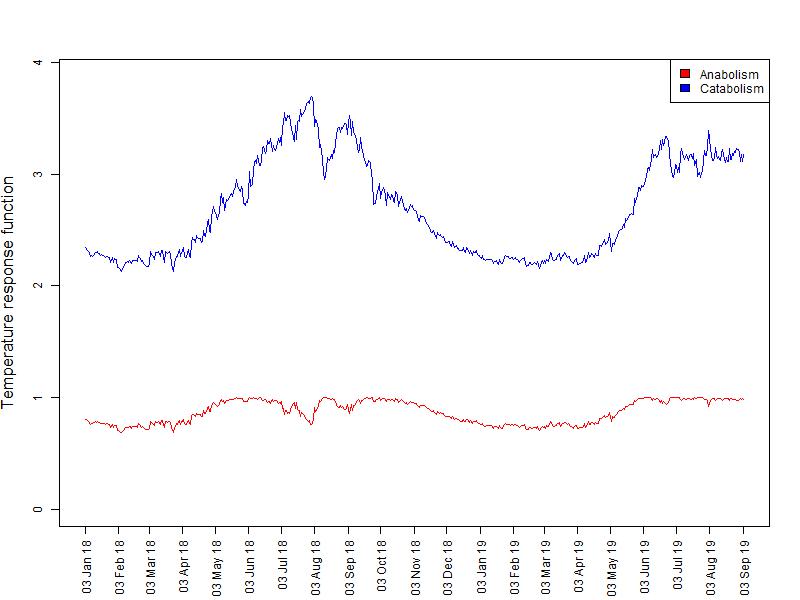 Anabolism
Catabolism
Temperature response function
4
3
2
1
0
03 Jan 18
03 Feb 18
03 Mar 18
03 Apr 18
03 May 18
03 Jun 18
03 Jul 18
03 Aug 18
03 Sep 18
03 Oct 18
03 Nov 18
03 Dec 18
03 Jan 19
03 Feb 19
03 Mar 19
03 Apr 19
03 May 19
03 Jun 19
03 Jul 19
03 Aug 19
03 Sep 19